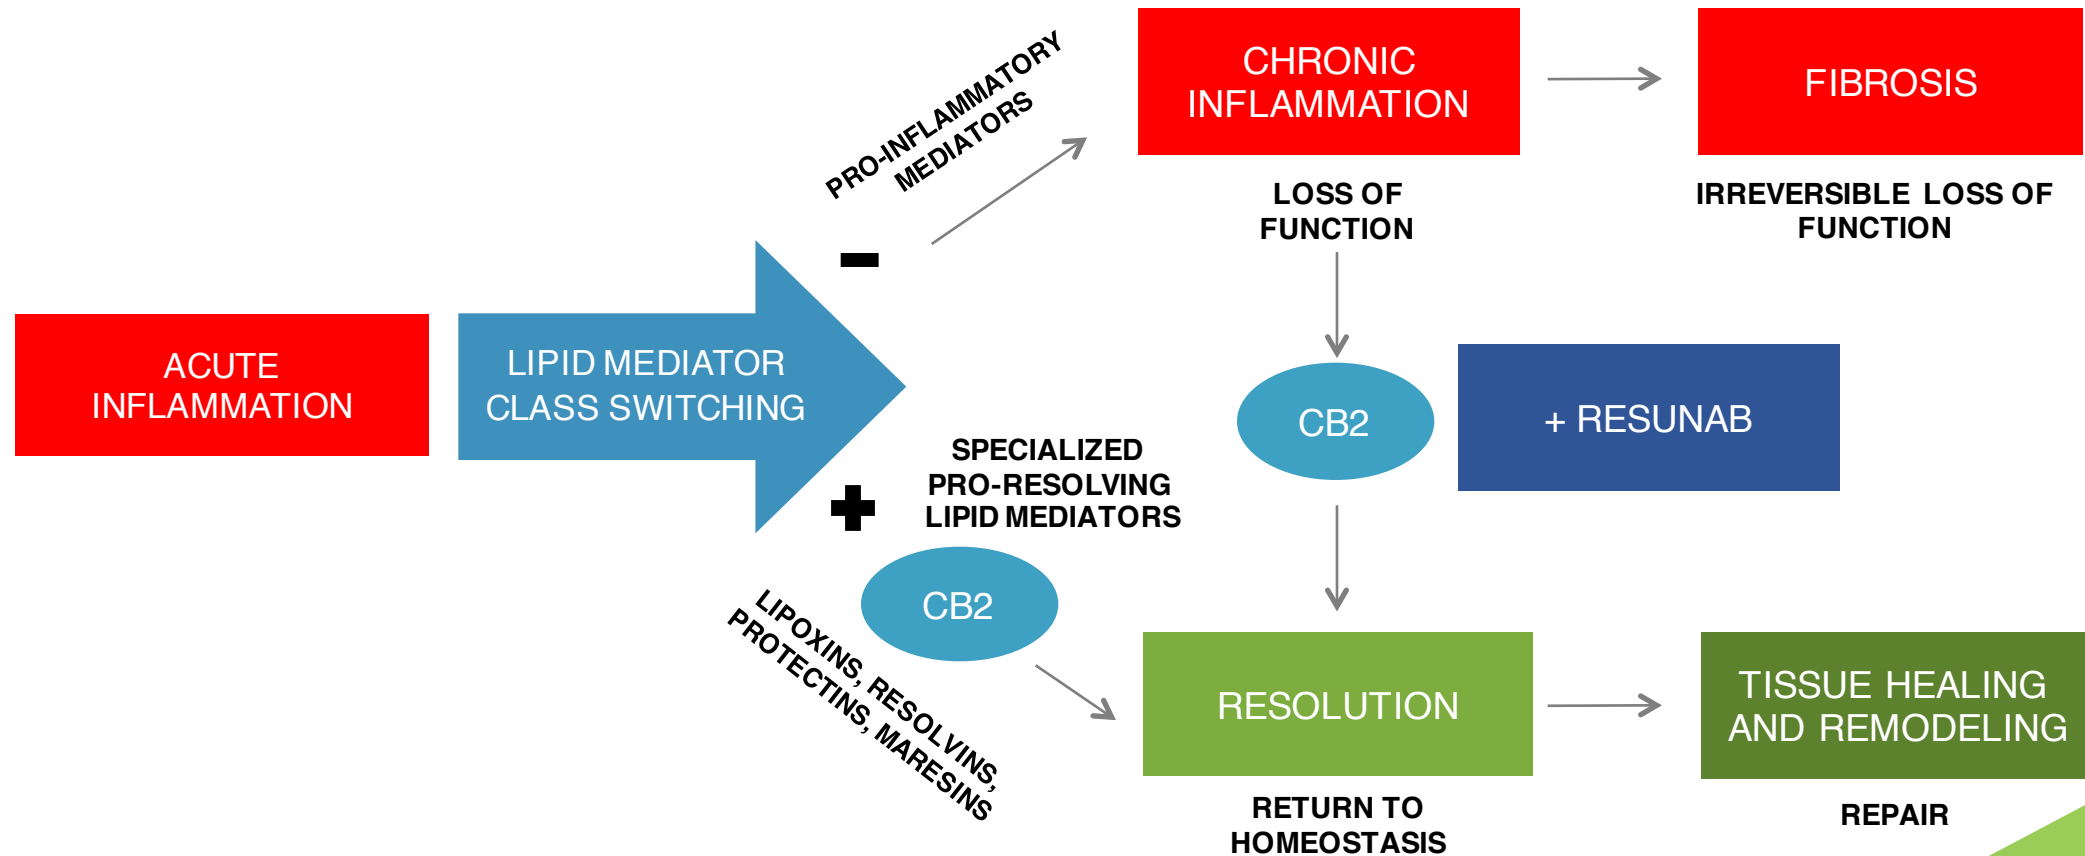 ACUTE
INFLAMMATION
LIPID MEDIATOR
CLASS SWITCHING
-
PRO-INFLAMMATORY
MEDIATORS
CHRONIC
INFLAMMATION
LOSS OF
FUNCTION
FIBROSIS
IRREVERSIBLE LOSS OF
FUNCTION
CB2
+ RESUNAB
+
SPECIALIZED
PRO-RESOLVING
LIPID MEDIATORS
CB2
LIPOXINS, RESOLVINS,
PROTECTINS, MARESINS
RESOLUTION
RETURN TO
HOMEOSTASIS
TISSUE HEALING
AND REMODELING
REPAIR